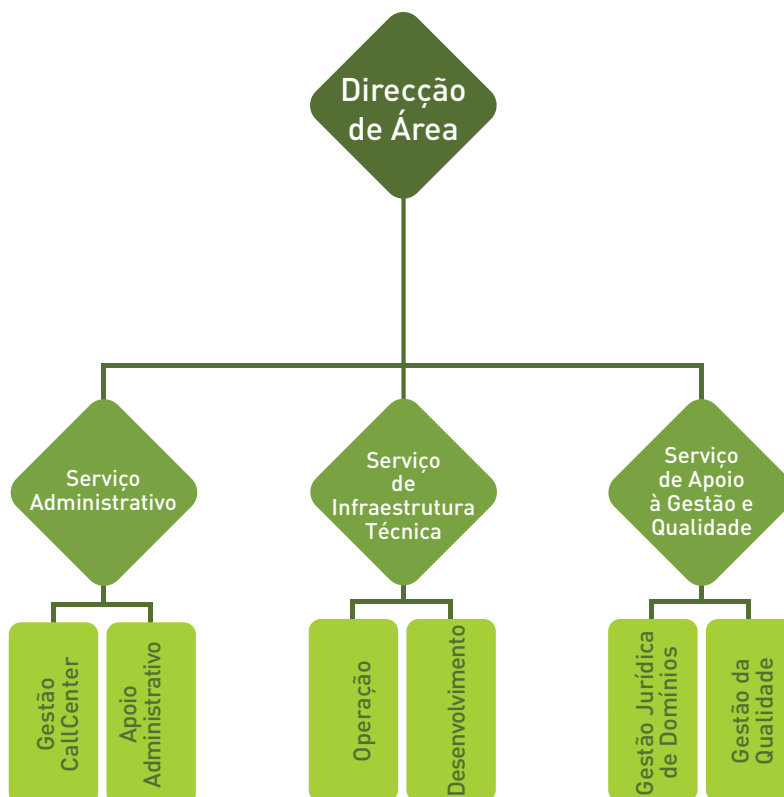 Direcção
de Área
Serviço
Administrativo
Serviço
de
Infraestrutura
Técnica
Serviço
de Apoio
à Gestão e
Qualidade
Gestão
CallCenter
Apoio
Administrativo
Operação
Desenvolvimento
Gestão Jurídica
de Domínios
Gestão da
Qualidade